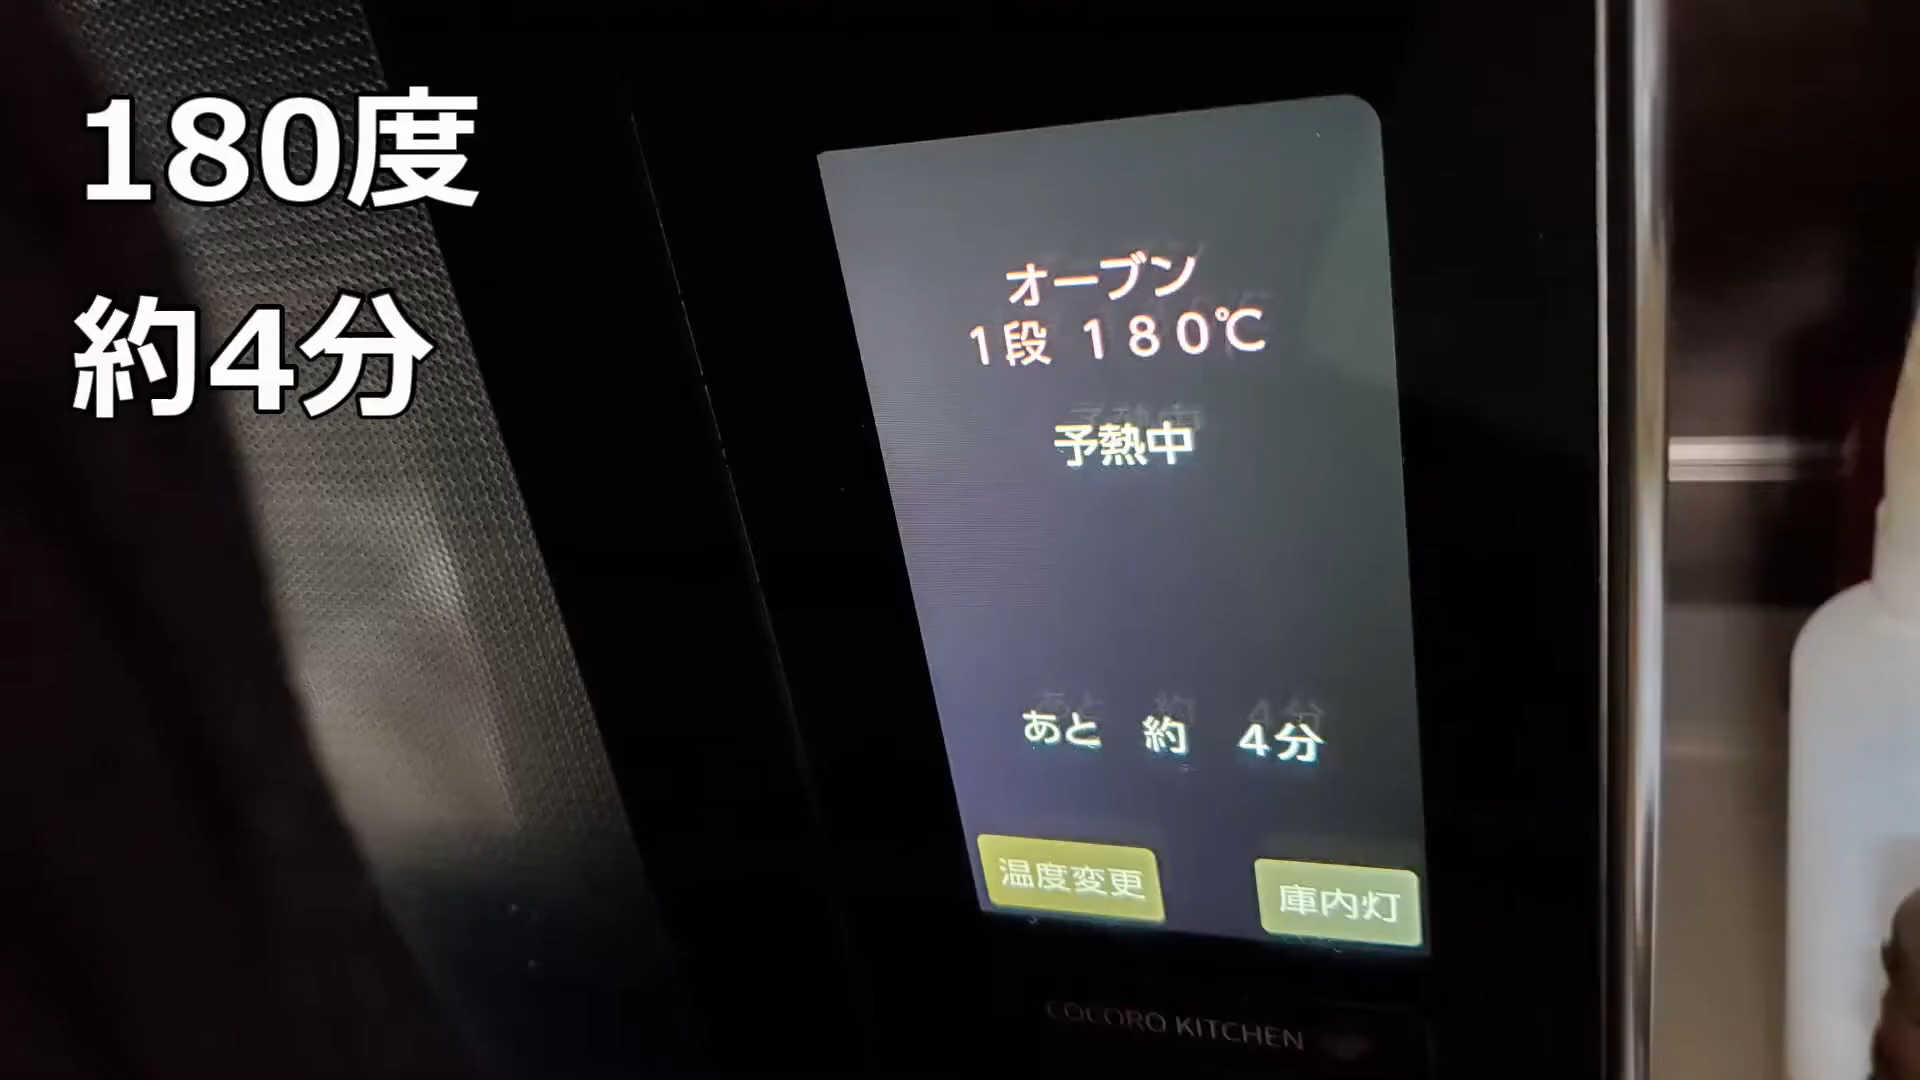 180度
約4分
オーブン
1段 180℃
予熱中
あと 約 4分
温度変更
庫内灯
COCORO KITCHEN